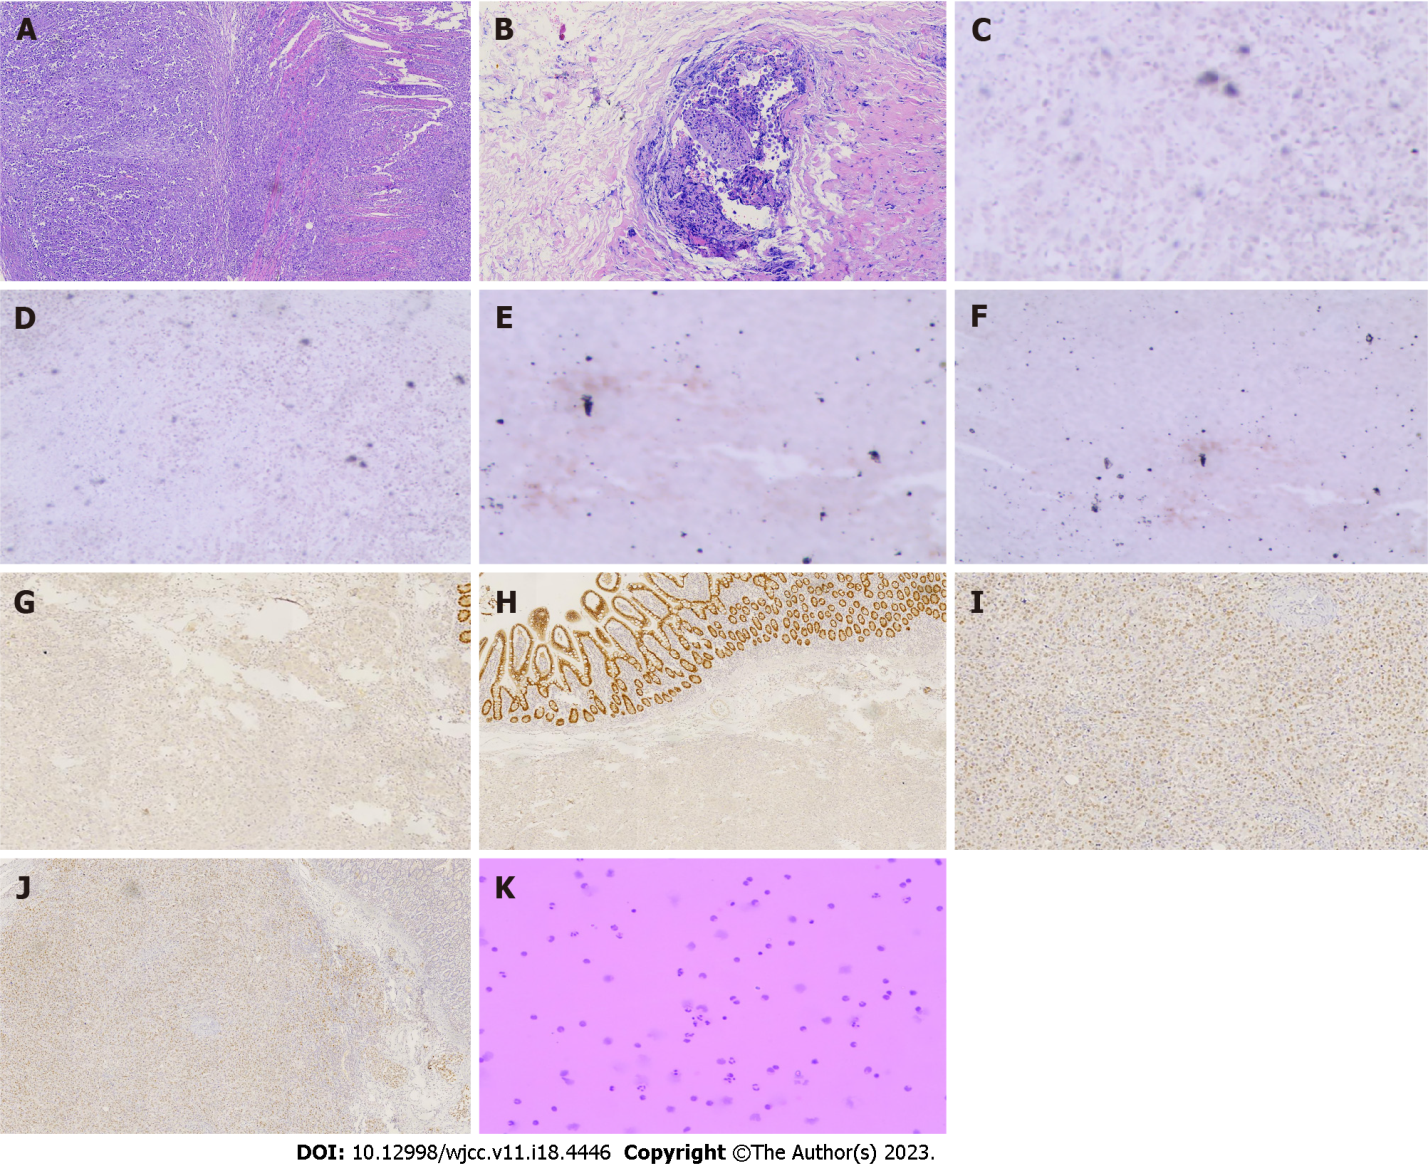 A B C
D E F
G H I
J K
DOI: 10.12998/wjcc.v11.i18.4446 Copyright ©The Author(s) 2023.